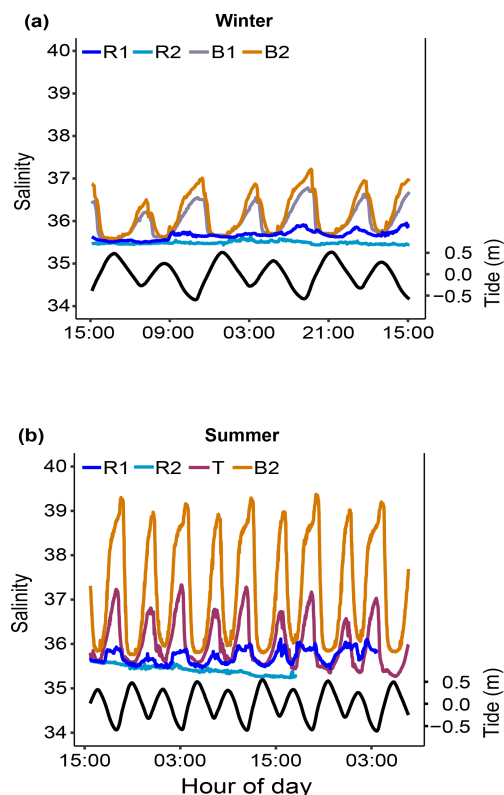 (a) Winter
R1 R2 B1 B2
40
39
38
37
36
35
34
Salinity
0.5
0.0
−0.5
Tide (m)
15:00 09:00 03:00 21:00 15:00
(b) Summer
R1 R2 T B2
40
39
38
37
36
35
34
Salinity
0.5
0.0
−0.5
Tide (m)
15:00 03:00 15:00 03:00
Hour of day